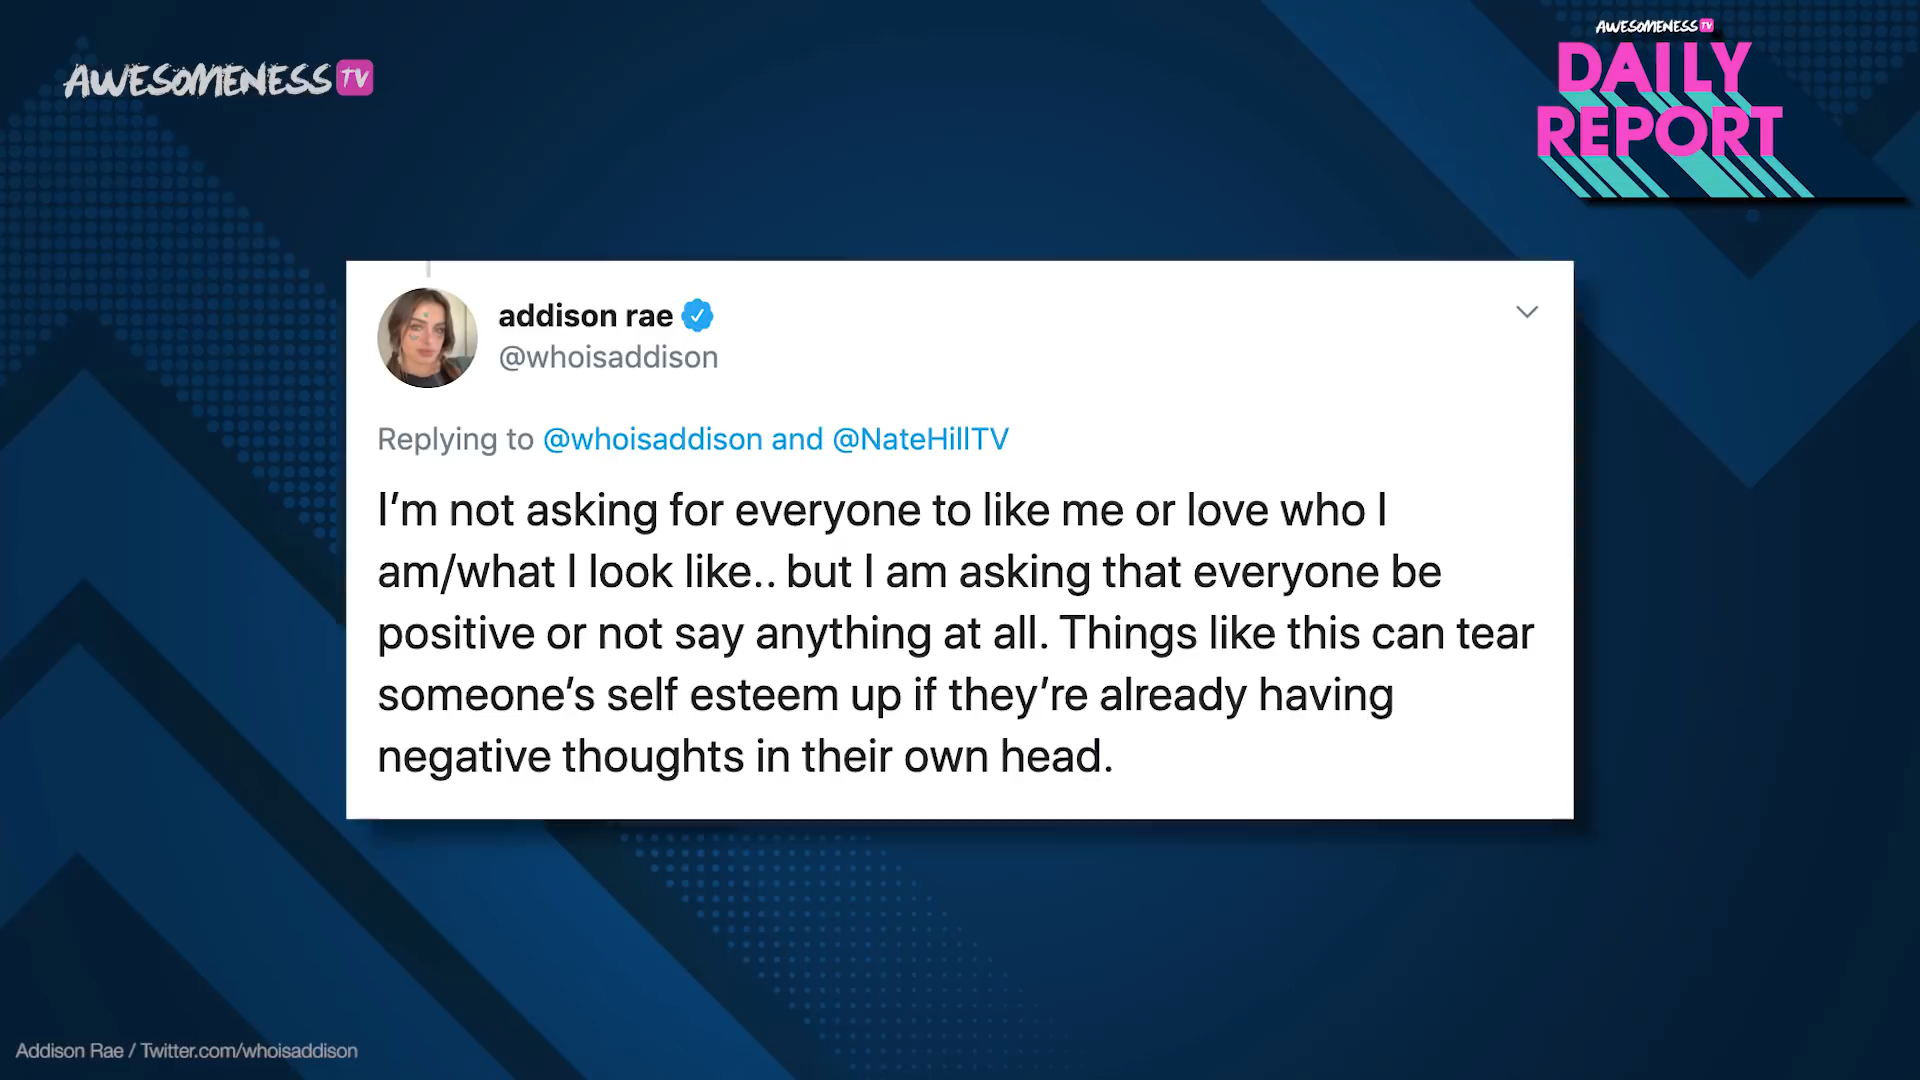 AWESOMENESS TV
AWESOMENESS TV
DAILY
REPORT
addison rae
@whoisaddison
Replying to @whoisaddison and @NateHillTV
I’m not asking for everyone to like me or love who I
am/what I look like.. but I am asking that everyone be
positive or not say anything at all. Things like this can tear
someone’s self esteem up if they’re already having
negative thoughts in their own head.
Addison Rae / Twitter.com/whoisaddison